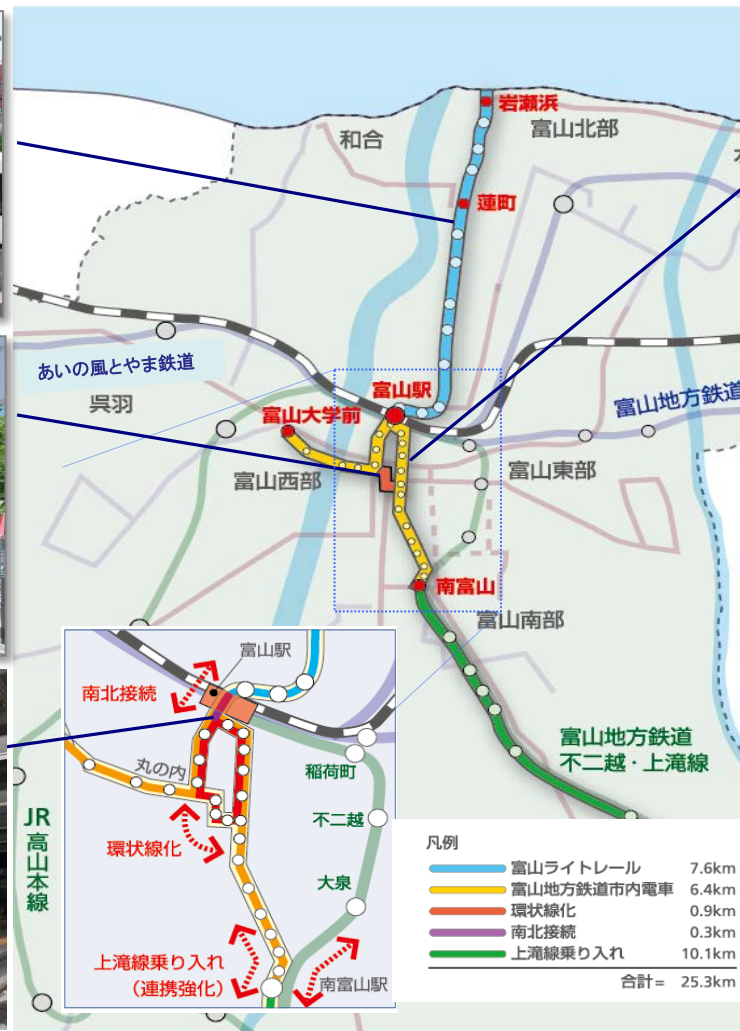 岩瀬浜
和合
富山北部
蓮町
あいの風とやま鉄道
呉羽
富山駅
富山大学前
富山地方鉄道
富山西部
富山東部
南富山
富山南部
富山駅
南北接続
丸の内
稲荷町
富山地方鉄道
不二越・上滝線
JR
高山本線
環状線化
不二越
大泉
上滝線乗り入れ
(連携強化)
南富山駅
凡例
富山ライトレール 7.6km
富山地方鉄道市内電車 6.4km
環状線化 0.9km
南北接続 0.3km
上滝線乗り入れ 10.1km
合計= 25.3km